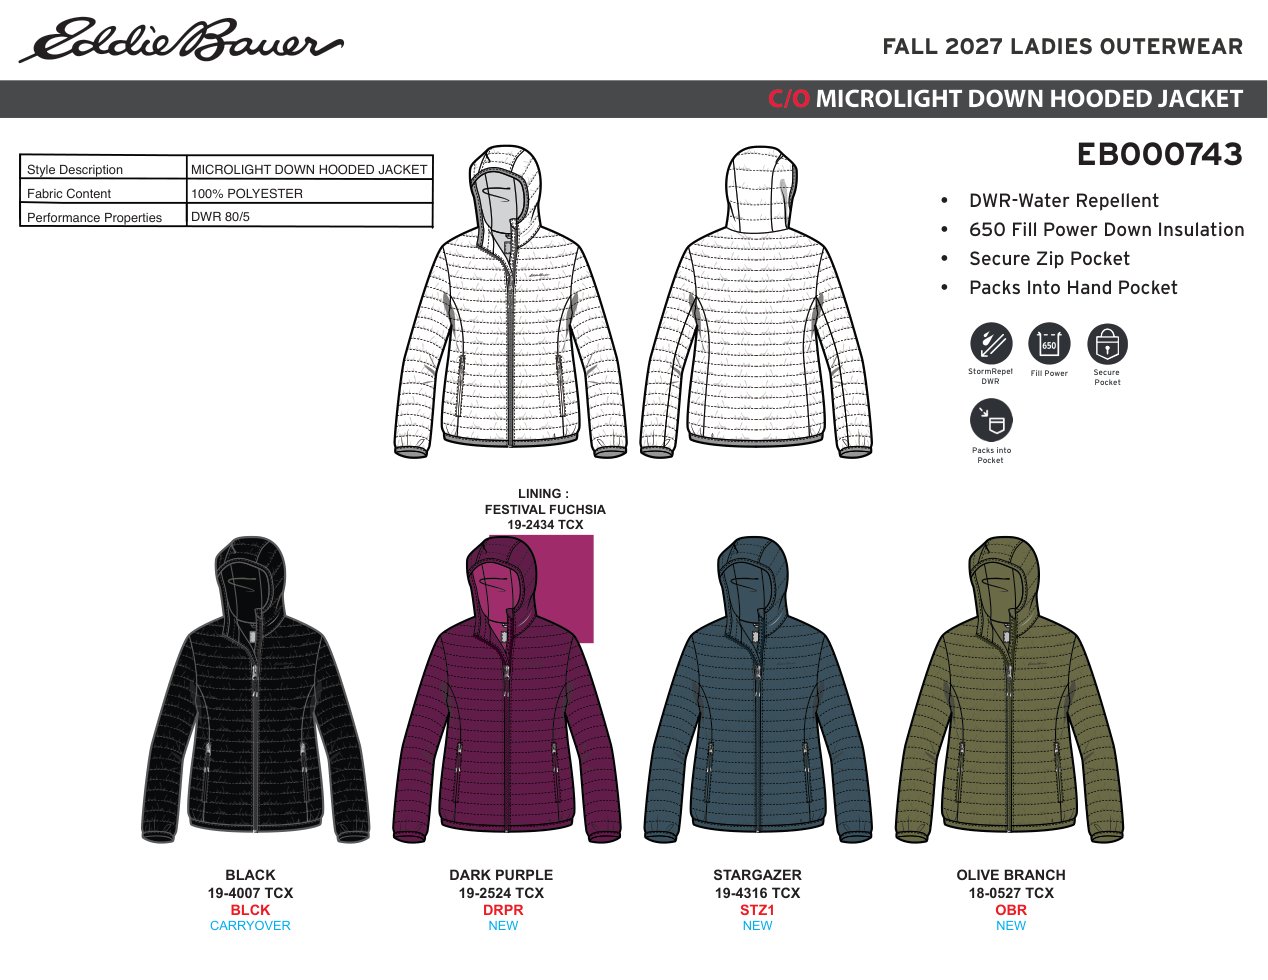 Eddie Bauer
FALL 2027 LADIES OUTERWEAR
C/O MICROLIGHT DOWN HOODED JACKET
EB000743
Style Description MICROLIGHT DOWN HOODED JACKET
Fabric Content 100% POLYESTER
Performance Properties DWR 80/5
• DWR-Water Repellent
• 650 Fill Power Down Insulation
• Secure Zip Pocket
• Packs Into Hand Pocket
650
StormRepel
DWR
Fill Power
Secure
Pocket
Packs into
Pocket
LINING :
FESTIVAL FUCHSIA
19-2434 TCX
BLACK
19-4007 TCX
BLCK
CARRYOVER
DARK PURPLE
19-2524 TCX
DRPR
NEW
STARGAZER
19-4316 TCX
STZ1
NEW
OLIVE BRANCH
18-0527 TCX
OBR
NEW